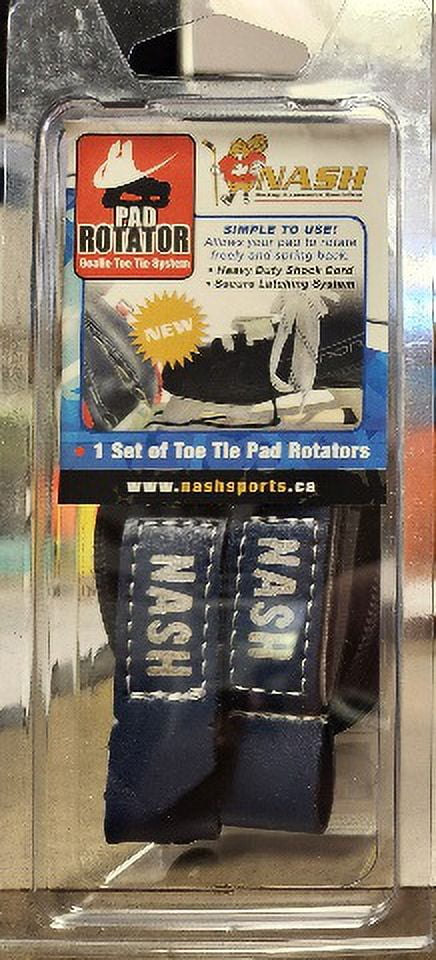 NASH
PAD
ROTATOR
Goalie Toe Tie System
SIMPLE TO USE!
Allows your pad to rotate
freely and spring back.
• Heavy Duty Shock Cord
• Secure Latching System
NEW
• 1 Set of Toe Tie Pad Rotators
www.nashsports.ca
NASH
NASH